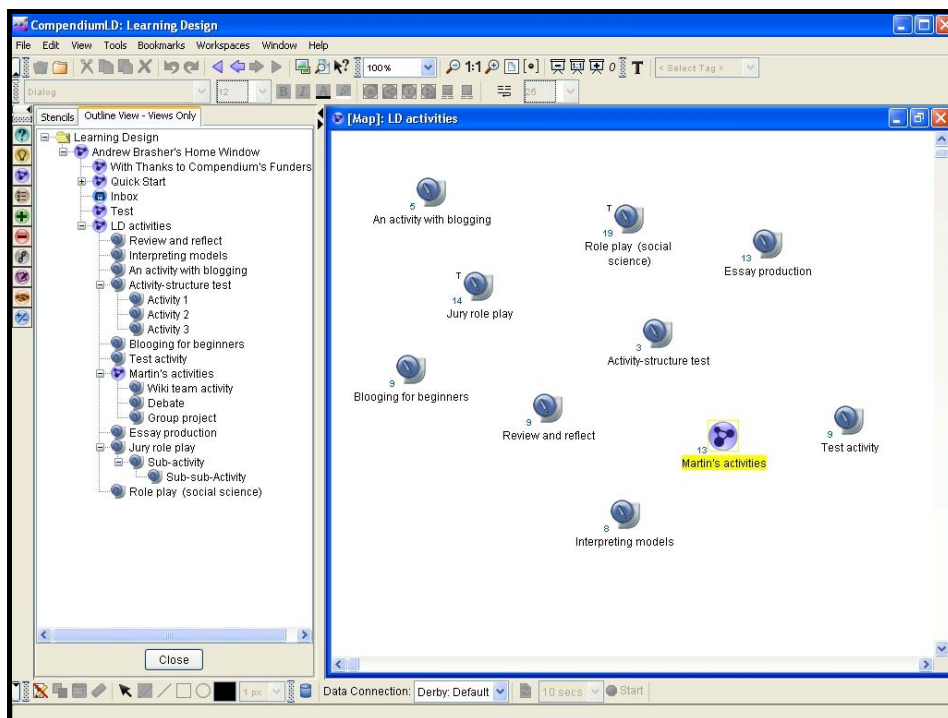 CompendiumLD: Learning Design
File Edit View Tools Bookmarks Workspaces Window Help
100% 1:1 0 T < Select Tag >
Dialog 12 B I A 25
Stencils Outline View - Views Only
Learning Design
Andrew Brasher's Home Window
With Thanks to Compendium's Funders
Quick Start
Inbox
Test
LD activities
Review and reflect
Interpreting models
An activity with blogging
Activity-structure test
Activity 1
Activity 2
Activity 3
Blooging for beginners
Test activity
Martin's activities
Wiki team activity
Debate
Group project
Essay production
Jury role play
Sub-activity
Sub-sub-Activity
Role play (social science)
Close
[Map]: LD activities
5
An activity with blogging
T
19
Role play (social
science)
13
Essay production
T
14
Jury role play
3
Activity-structure test
9
Blooging for beginners
9
Review and reflect
13
Martin's activities
9
Test activity
8
Interpreting models
1 px Data Connection: Derby: Default 10 secs Start